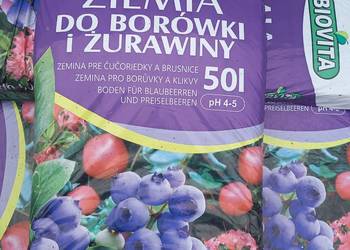 ZIEMIA
DO BORÓWKI
I ŻURAWINY
ZEMINA PRE ČUČORIEDKY A BRUSNICE
ZEMINA PRO BORŮVKY A KLIKVY
BODEN FÜR BLAUBEERREN
UND PREISELBEEREN
50l
pH 4-5
BIOVITA